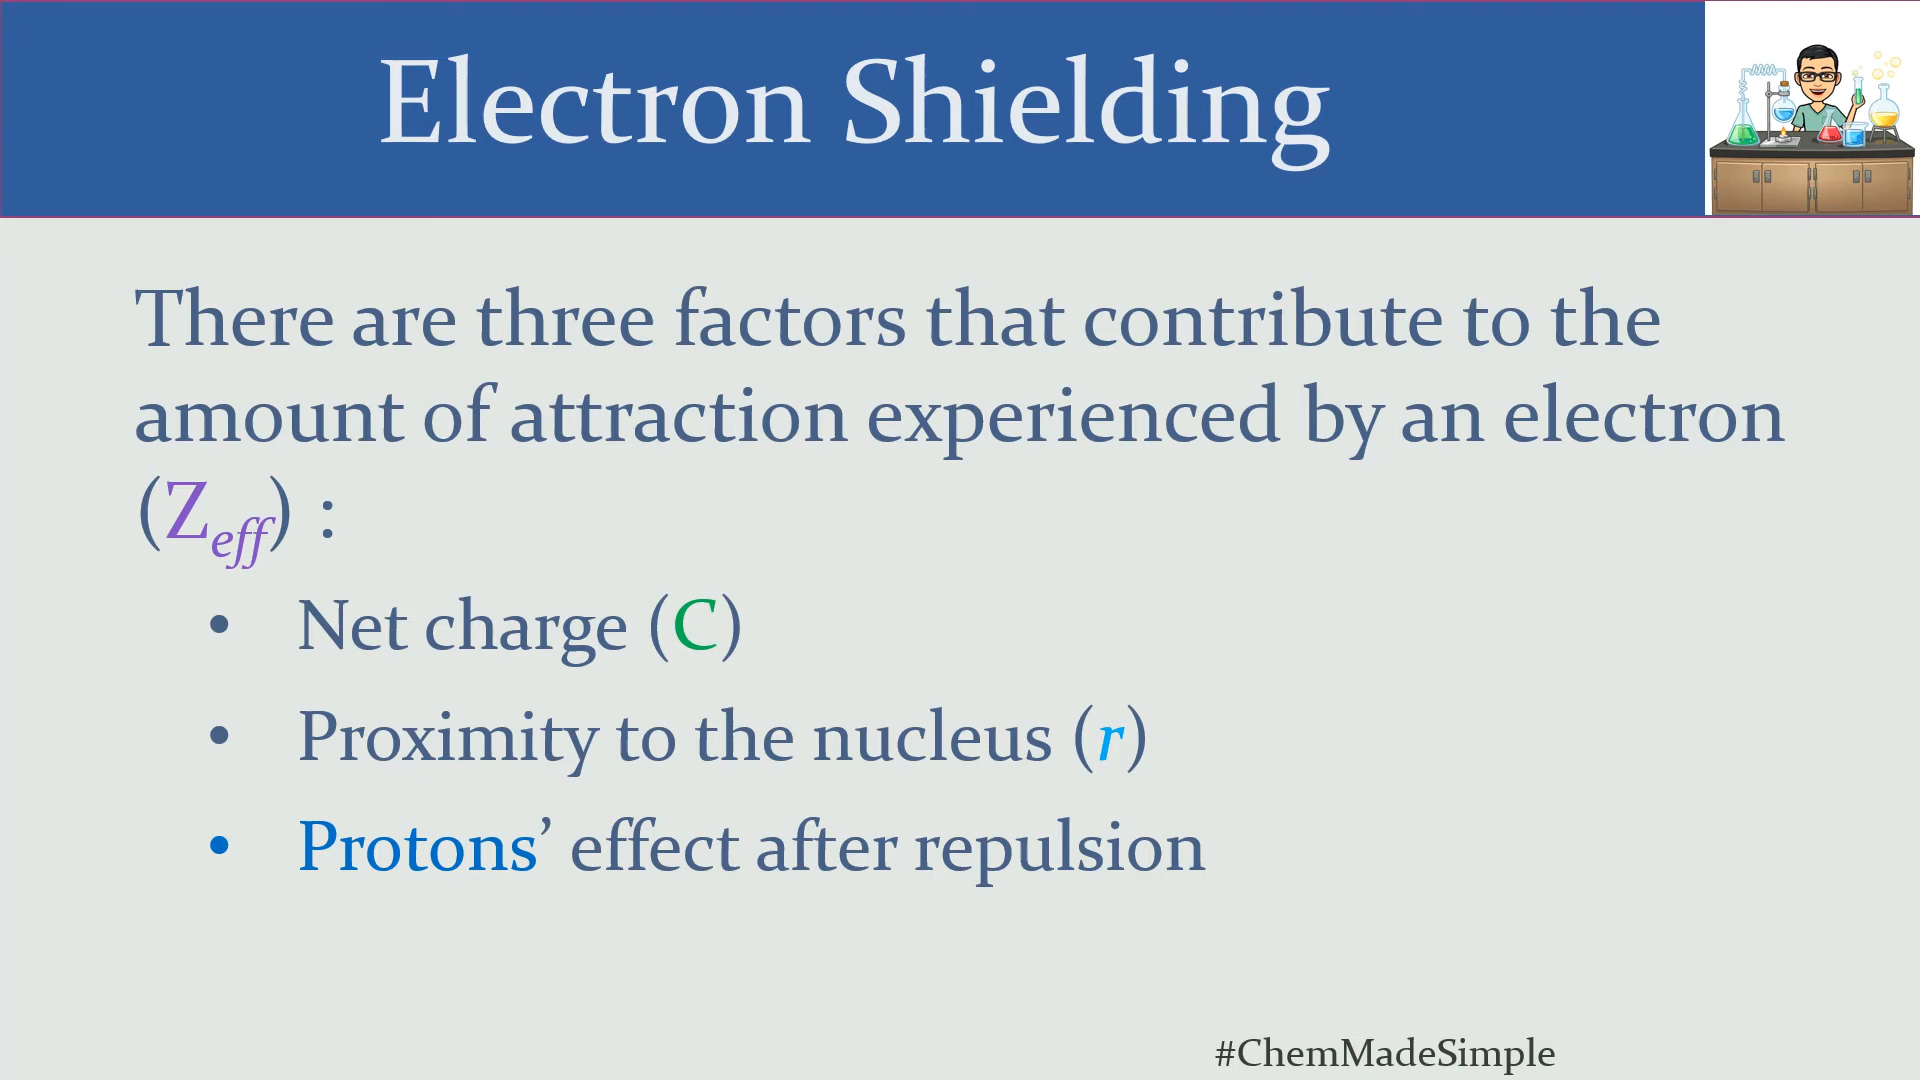 Electron Shielding
There are three factors that contribute to the
amount of attraction experienced by an electron
(Zeff) :
• Net charge (C)
• Proximity to the nucleus (r)
• Protons’ effect after repulsion
#ChemMadeSimple